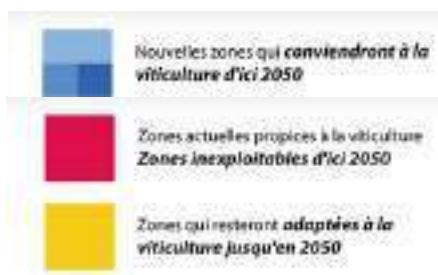 Nouvelles zones qui conviendront à la
viticulture d'ici 2050
Zones actuelles propices à la viticulture
Zones inexploitables d'ici 2050
Zones qui resteront adaptées à la
viticulture jusqu'en 2050